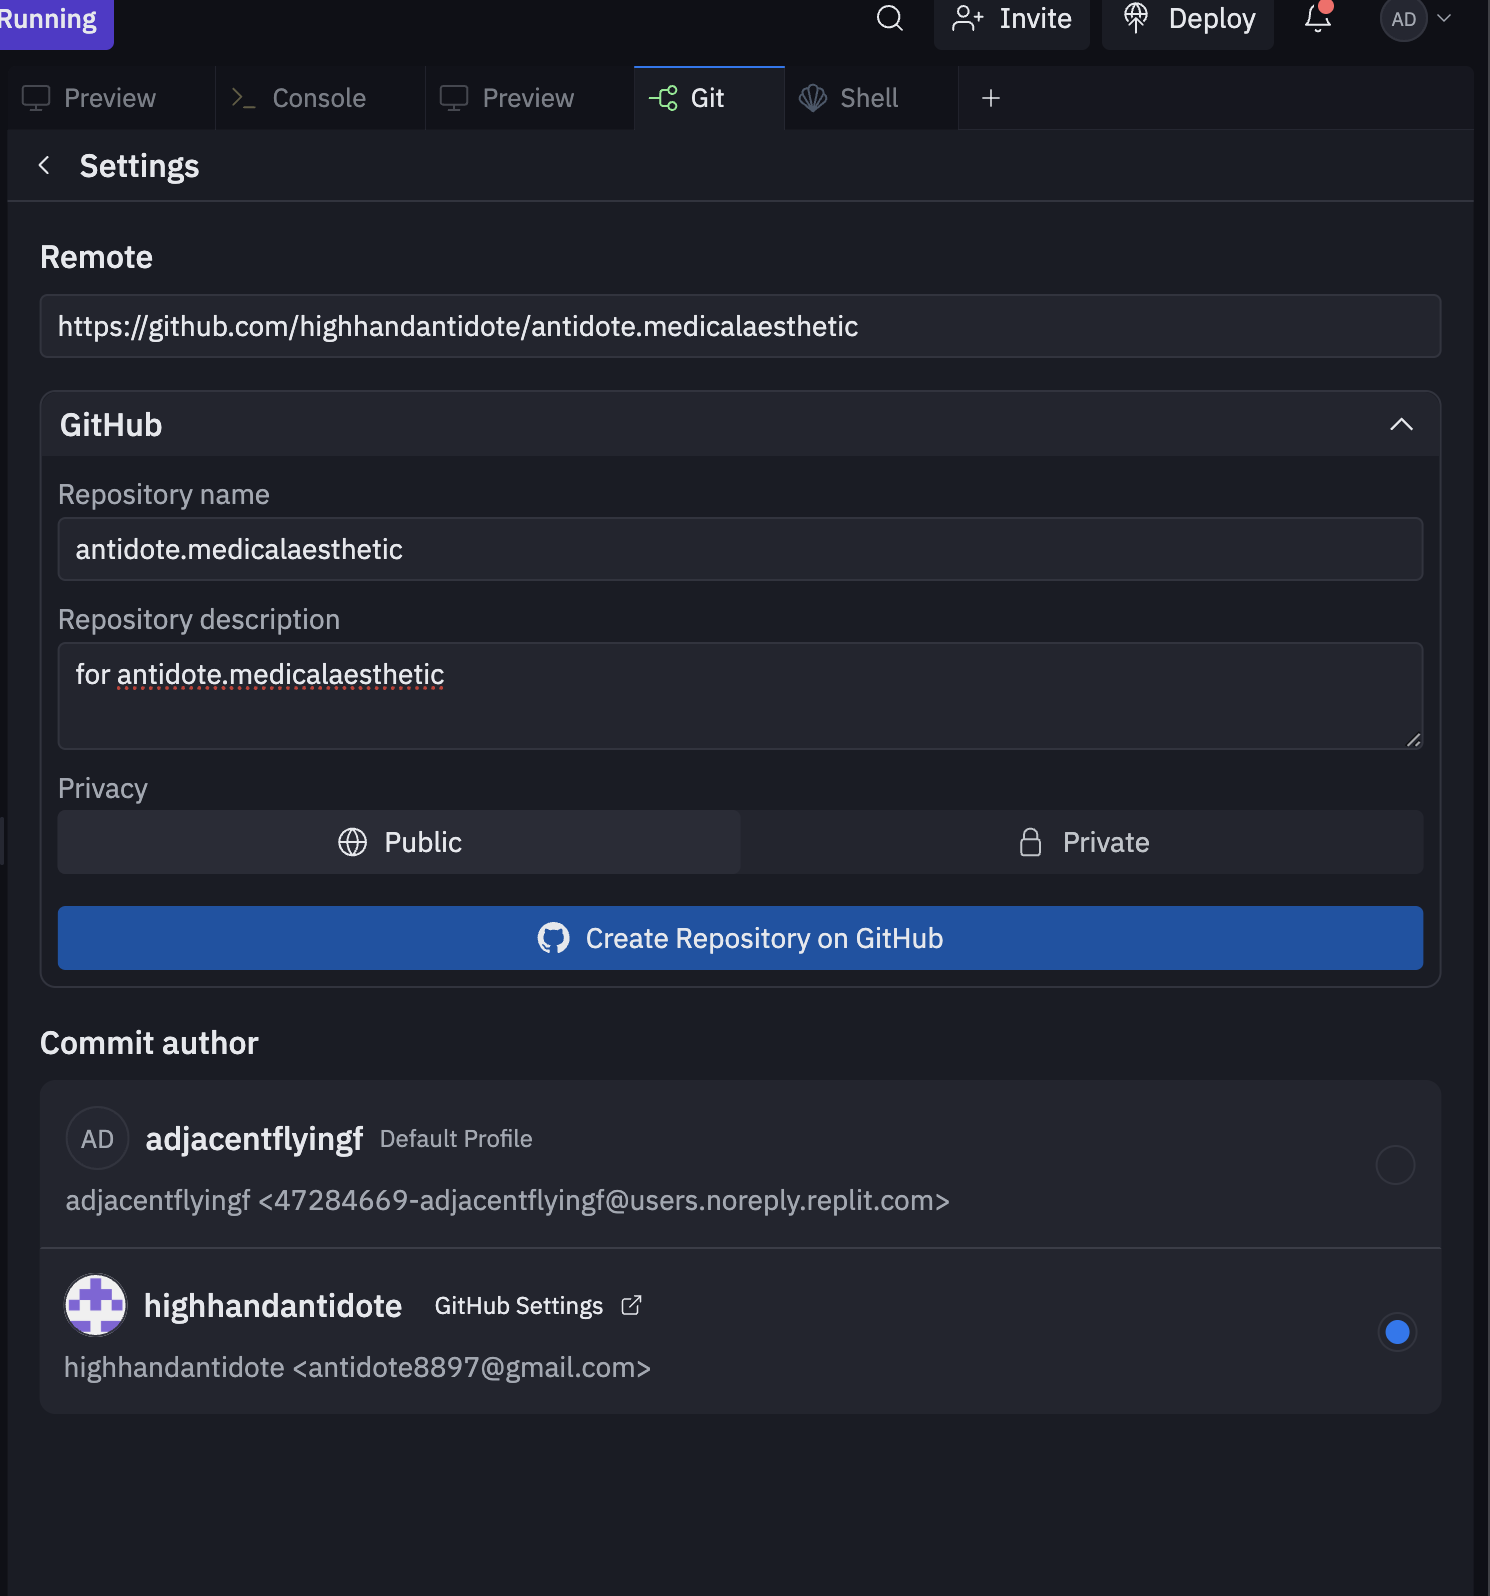 Running
Invite
Deploy
AD
Preview
Console
Preview
Git
Shell
Settings
Remote
https://github.com/highhandantidote/antidote.medicalaesthetic
GitHub
Repository name
antidote.medicalaesthetic
Repository description
for antidote.medicalaesthetic
Privacy
Public
Private
Create Repository on GitHub
Commit author
AD adjacentflyingf Default Profile
adjacentflyingf <47284669-adjacentflyingf@users.noreply.replit.com>
highhandantidote GitHub Settings
highhandantidote <antidote8897@gmail.com>